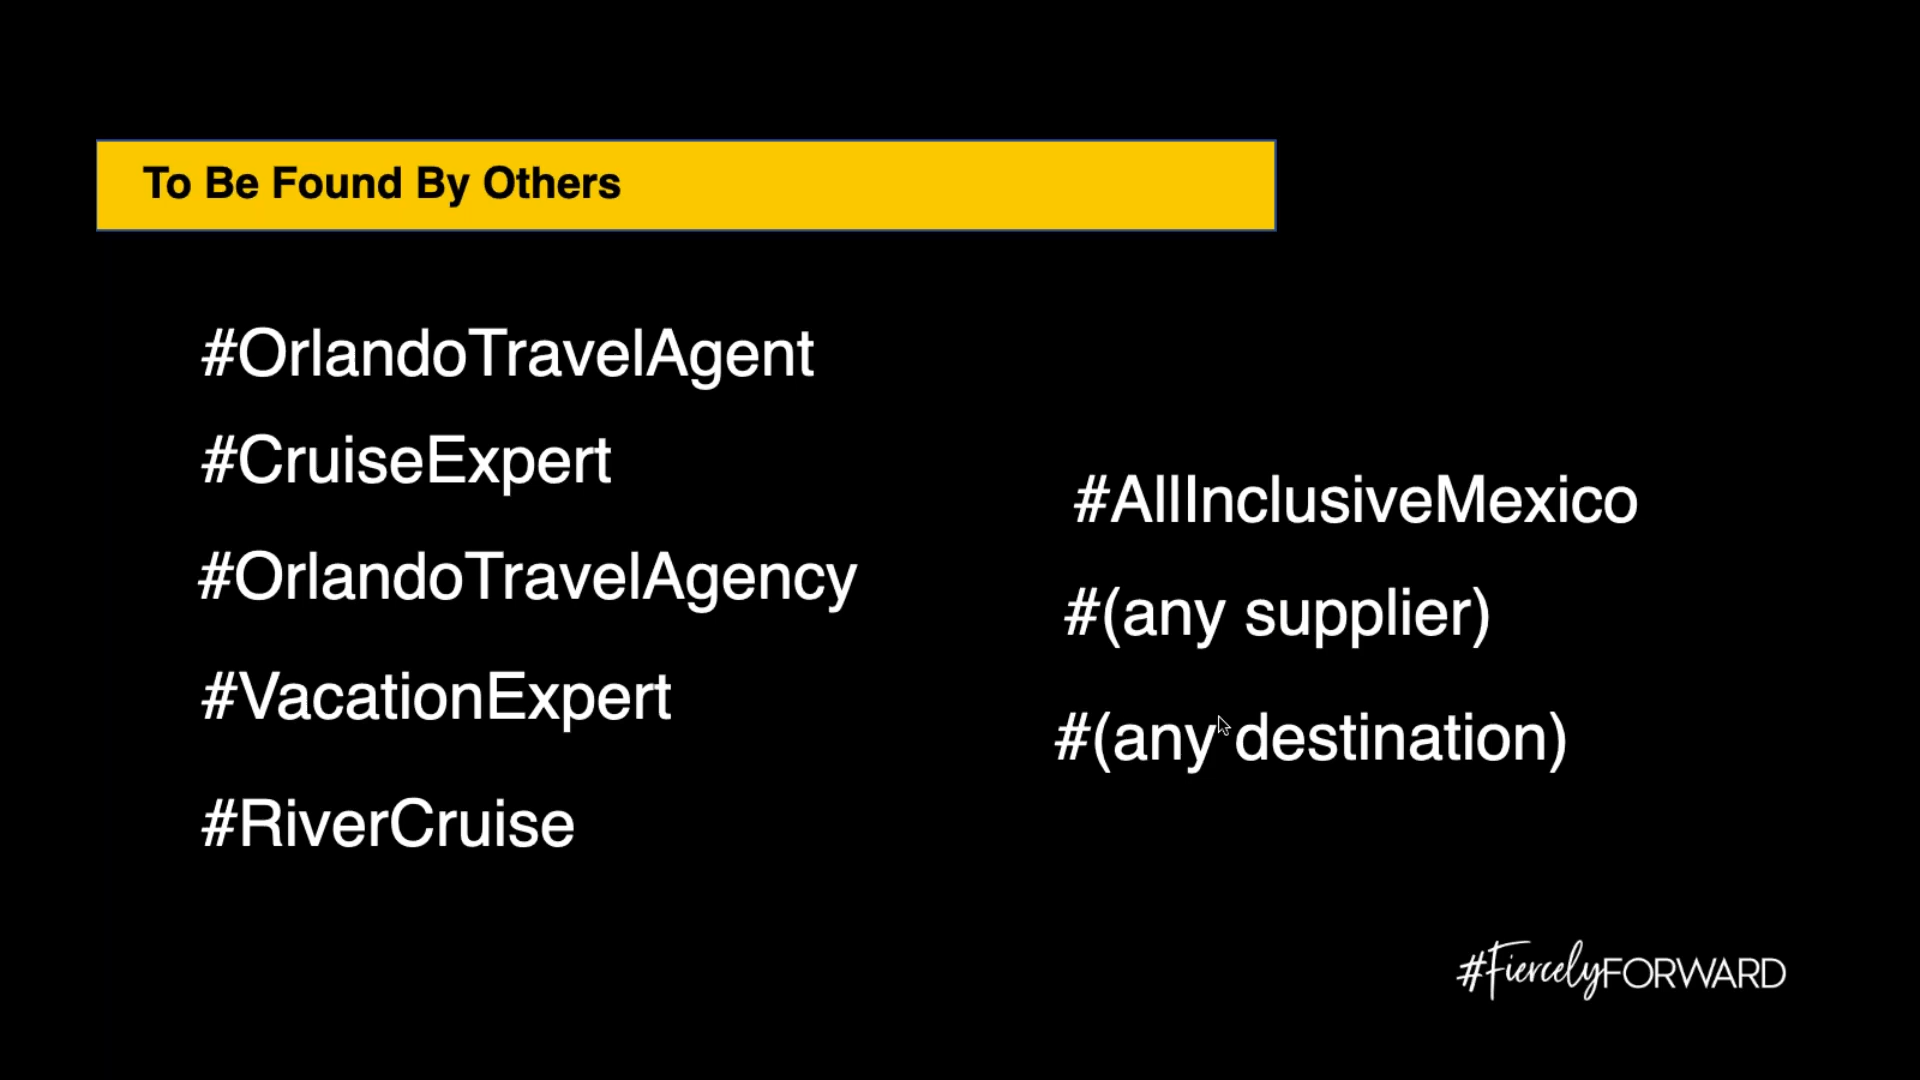 To Be Found By Others
#OrlandoTravelAgent
#CruiseExpert
#OrlandoTravelAgency
#VacationExpert
#RiverCruise
#AllInclusiveMexico
#(any supplier)
#(any destination)
#FiercelyFORWARD